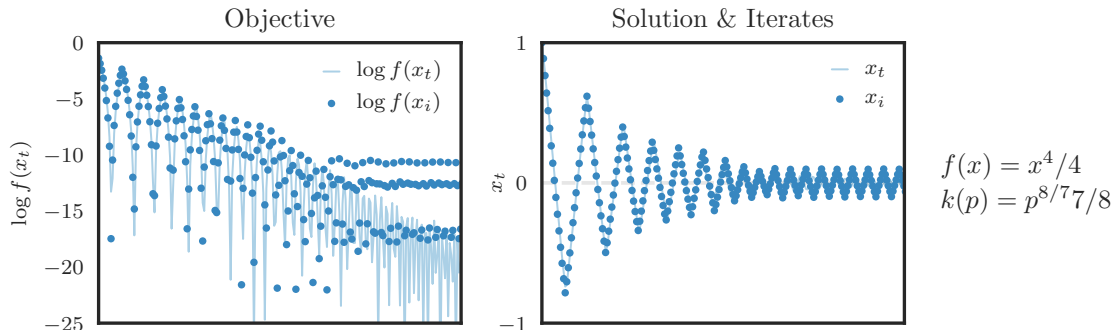 Objective
log f(x_t)
0
−5
−10
−15
−20
−25
log f(x_t)
log f(x_i)
Solution & Iterates
x_t
1
0
−1
x_t
x_i
f(x) = x^4/4
k(p) = p^{8/7}7/8